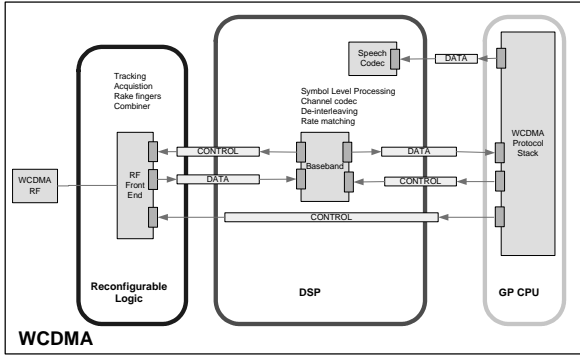 Tracking
Acquistion
Rake fingers
Combiner
Speech
Codec
DATA
Symbol Level Processing
Channel codec
De-interleaving
Rate matching
WCDMA
Protocol
Stack
CONTROL
DATA
WCDMA
RF
RF
Front
End
DATA
Baseband
CONTROL
CONTROL
Reconfigurable
Logic
DSP
GP CPU
WCDMA